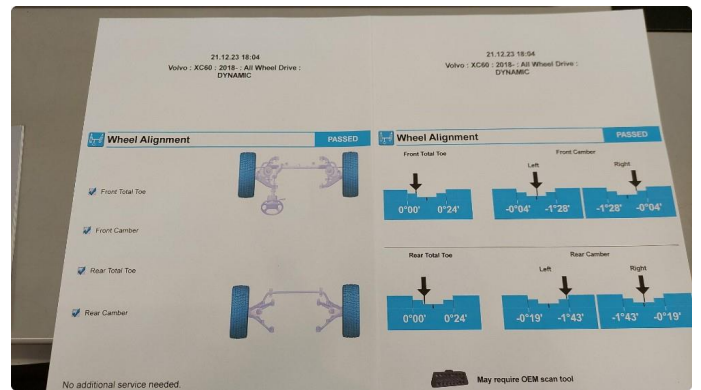 21.12.23 18:04
Volvo : XC60 : 2018- : All Wheel Drive :
DYNAMIC
Wheel Alignment PASSED
Front Total Toe
Front Camber
Rear Total Toe
Rear Camber
No additional service needed.
21.12.23 18:04
Volvo : XC60 : 2018- : All Wheel Drive :
DYNAMIC
Wheel Alignment PASSED
Front Total Toe Front Camber
Left Right
0°00' 0°24' -0°04' -1°28' -1°28' -0°04'
Rear Total Toe Rear Camber
Left Right
0°00' 0°24' -0°19' -1°43' -1°43' -0°19'
May require OEM scan tool